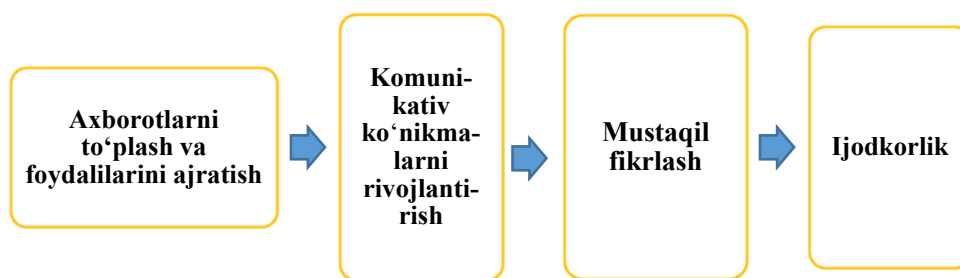 Axborotlarni
to‘plash va
foydalilarini ajratish
Komuni-
kativ
ko‘nikma-
larni
rivojlanti-
rish
Mustaqil
fikrlash
Ijodkorlik